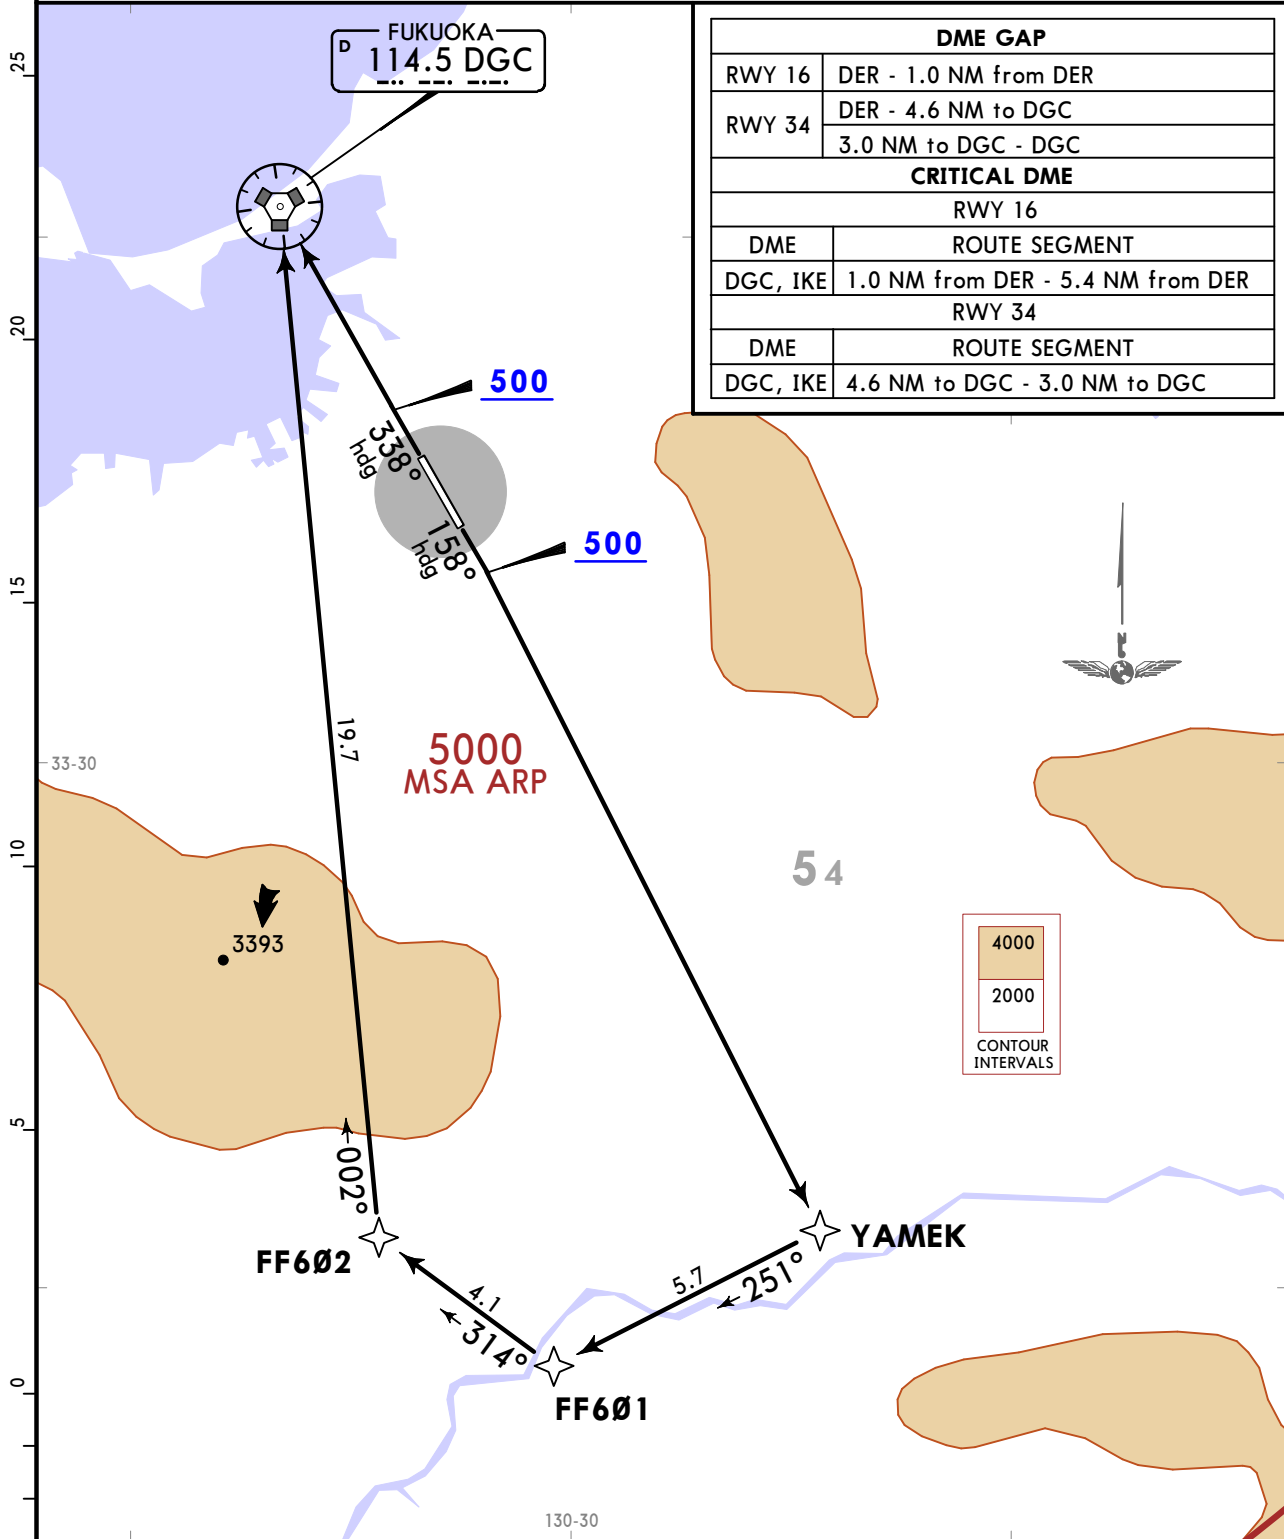 FUKUOKA
D 114.5 DGC
DME GAP
RWY 16 DER - 1.0 NM from DER
RWY 34 DER - 4.6 NM to DGC
3.0 NM to DGC - DGC
CRITICAL DME
RWY 16
DME ROUTE SEGMENT
DGC, IKE 1.0 NM from DER - 5.4 NM from DER
RWY 34
DME ROUTE SEGMENT
DGC, IKE 4.6 NM to DGC - 3.0 NM to DGC
25
20
15
10
5
0
500
338°
hdg
158°
hdg
500
19.7
5000
MSA ARP
33-30
54
3393
4000
2000
CONTOUR
INTERVALS
002°
FF6Ø2
YAMEK
5.7
251°
4.1
314°
FF6Ø1
130-30
N